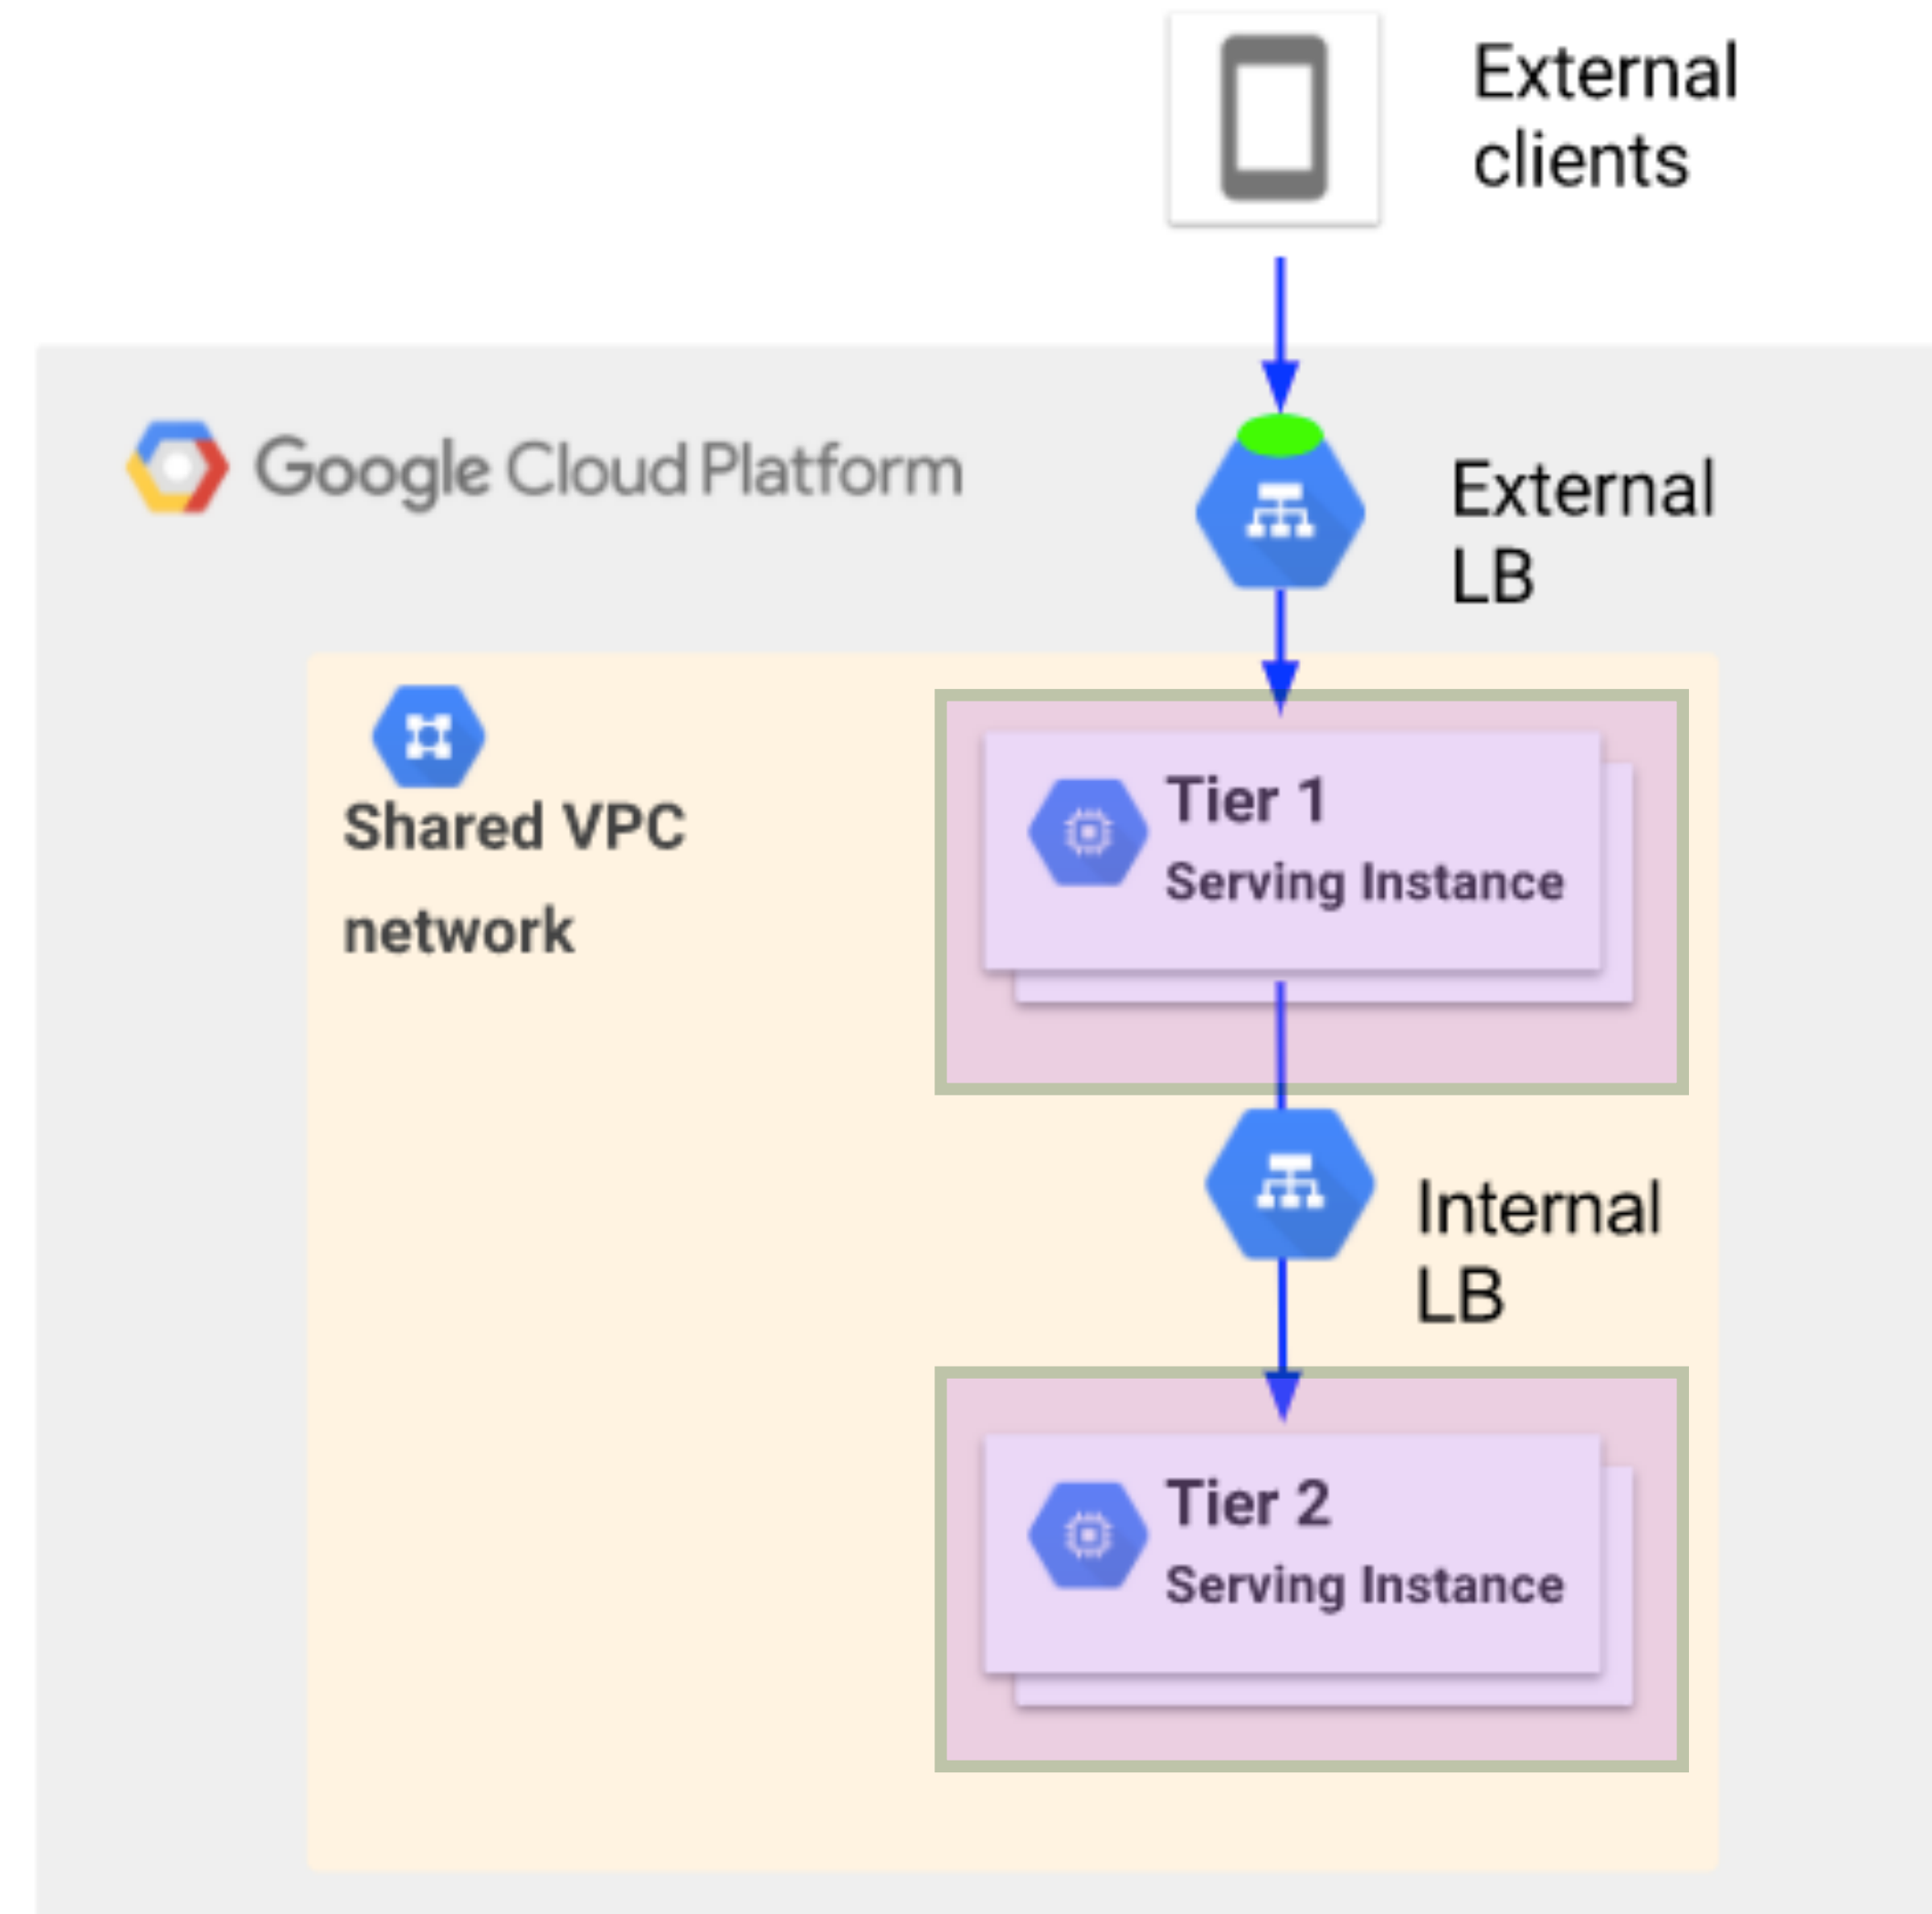 External
clients
Google Cloud Platform
External
LB
Shared VPC
network
Tier 1
Serving Instance
Internal
LB
Tier 2
Serving Instance